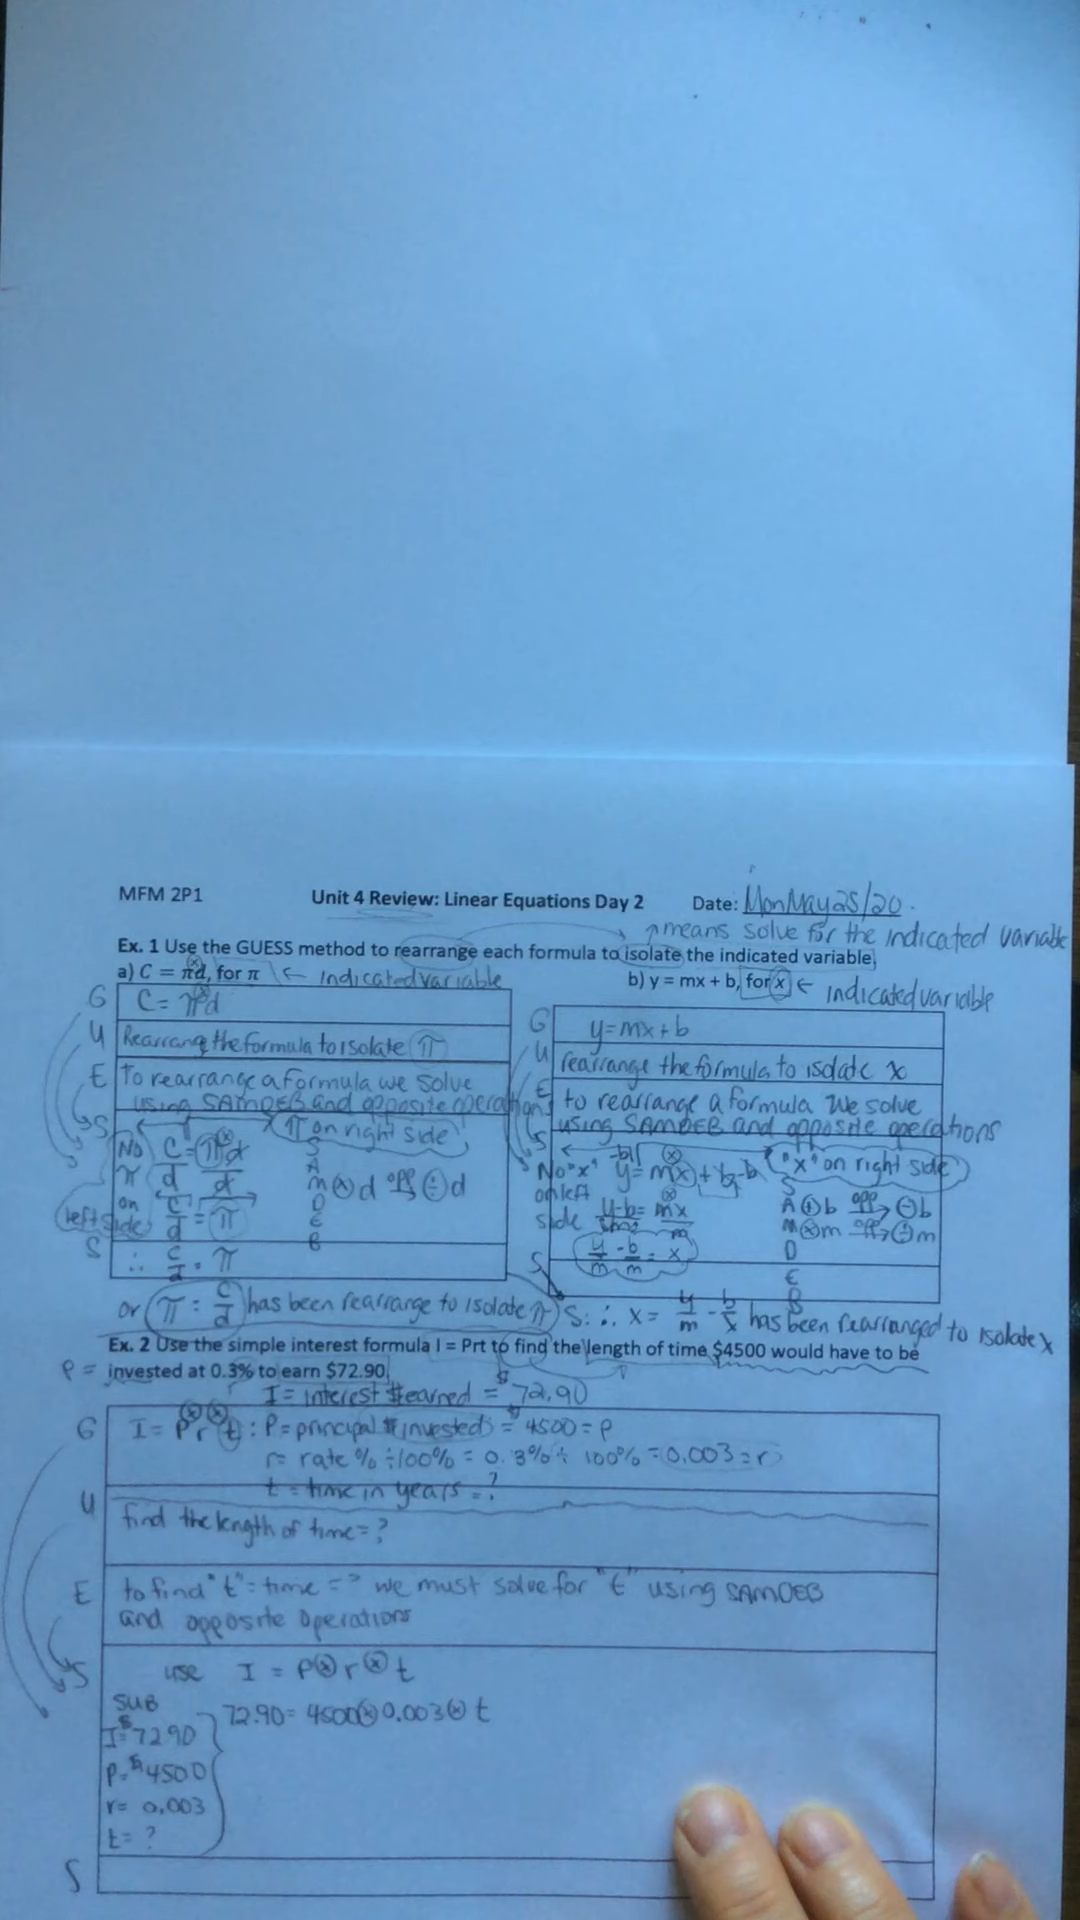 MFM 2P1 Unit 4 Review: Linear Equations Day 2 Date: Mon May 25/20.
↑ means solve for the indicated variable
Ex. 1 Use the GUESS method to rearrange each formula to isolate the indicated variable.
a) C = πd, for π ← indicated variable
b) y = mx + b, for x ← indicated variable
G C = π⊗d
U Rearrange the formula to isolate π
E To rearrange a formula we solve
using SAMDEB and opposite operations
S π on right side
No π on left side
C = π⊗d
d d
C/d = π
S
A
M ⊗d opp ÷d
D
E
B
S ∴ C/d = π
or π = C/d has been rearrange to isolate π
G y = mx + b
U rearrange the formula to isolate x
E to rearrange a formula we solve
using SAMDEB and opposite operations
S No "x" on left side
"x" on right side
-b y = m⊗x + b - b
y - b = m⊗x
m
y/m - b/m = x
S
A ⊕b opp→ ⊖b
M ⊗m opp→ ÷m
D
E
B
S: ∴ x = y/m - b/x has been rearranged to isolate x
Ex. 2 Use the simple interest formula I = Prt to find the length of time $4500 would have to be
P = invested at 0.3% to earn $72.90.
I = interest $ earned = $72.90
G I = P⊗r⊗t : P = principal $ invested = $4500 = P
r = rate % ÷ 100% = 0.3% ÷ 100% = 0.003 = r
t = time in years = ?
U find the length of time = ?
E to find "t" = time = ? we must solve for "t" using SAMDEB
and opposite operations
S use I = P⊗r⊗t
SUB 72.90 = 4500⊗0.003⊗t
I = $72.90
P = $4500
r = 0.003
t = ?
S